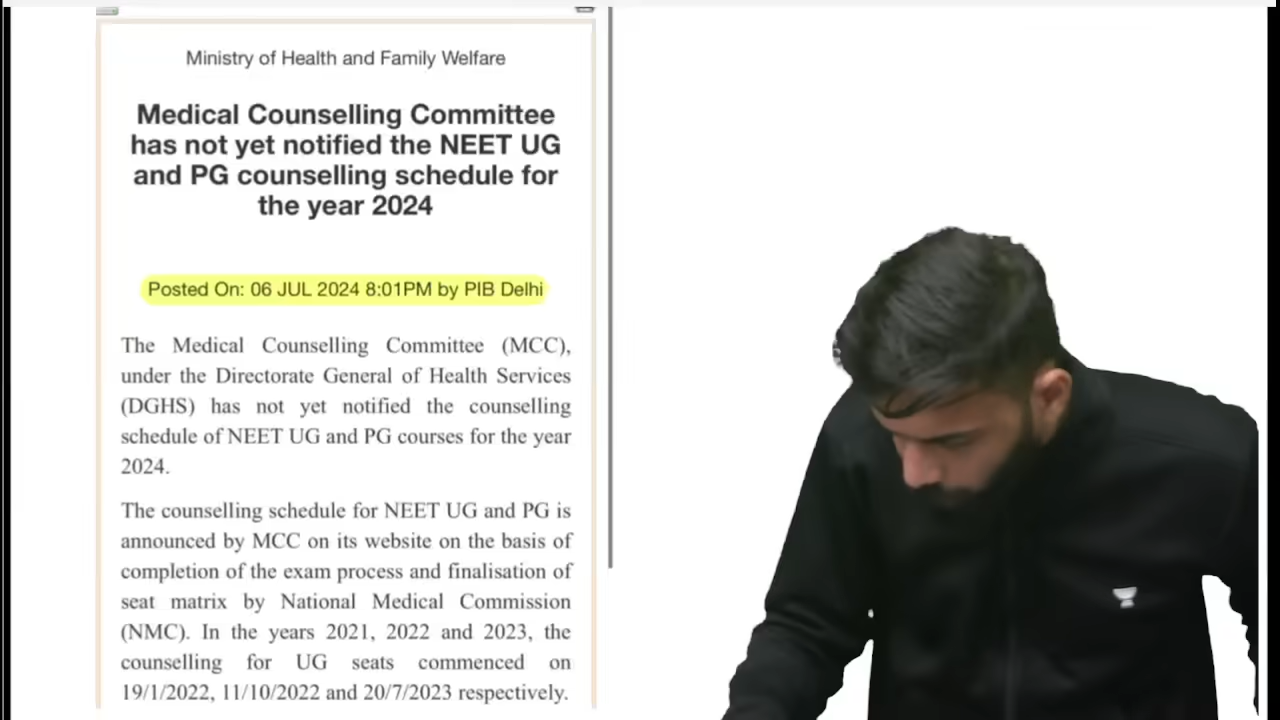 Ministry of Health and Family Welfare
Medical Counselling Committee
has not yet notified the NEET UG
and PG counselling schedule for
the year 2024
Posted On: 06 JUL 2024 8:01PM by PIB Delhi
The Medical Counselling Committee (MCC),
under the Directorate General of Health Services
(DGHS) has not yet notified the counselling
schedule of NEET UG and PG courses for the year
2024.
The counselling schedule for NEET UG and PG is
announced by MCC on its website on the basis of
completion of the exam process and finalisation of
seat matrix by National Medical Commission
(NMC). In the years 2021, 2022 and 2023, the
counselling for UG seats commenced on
19/1/2022, 11/10/2022 and 20/7/2023 respectively.